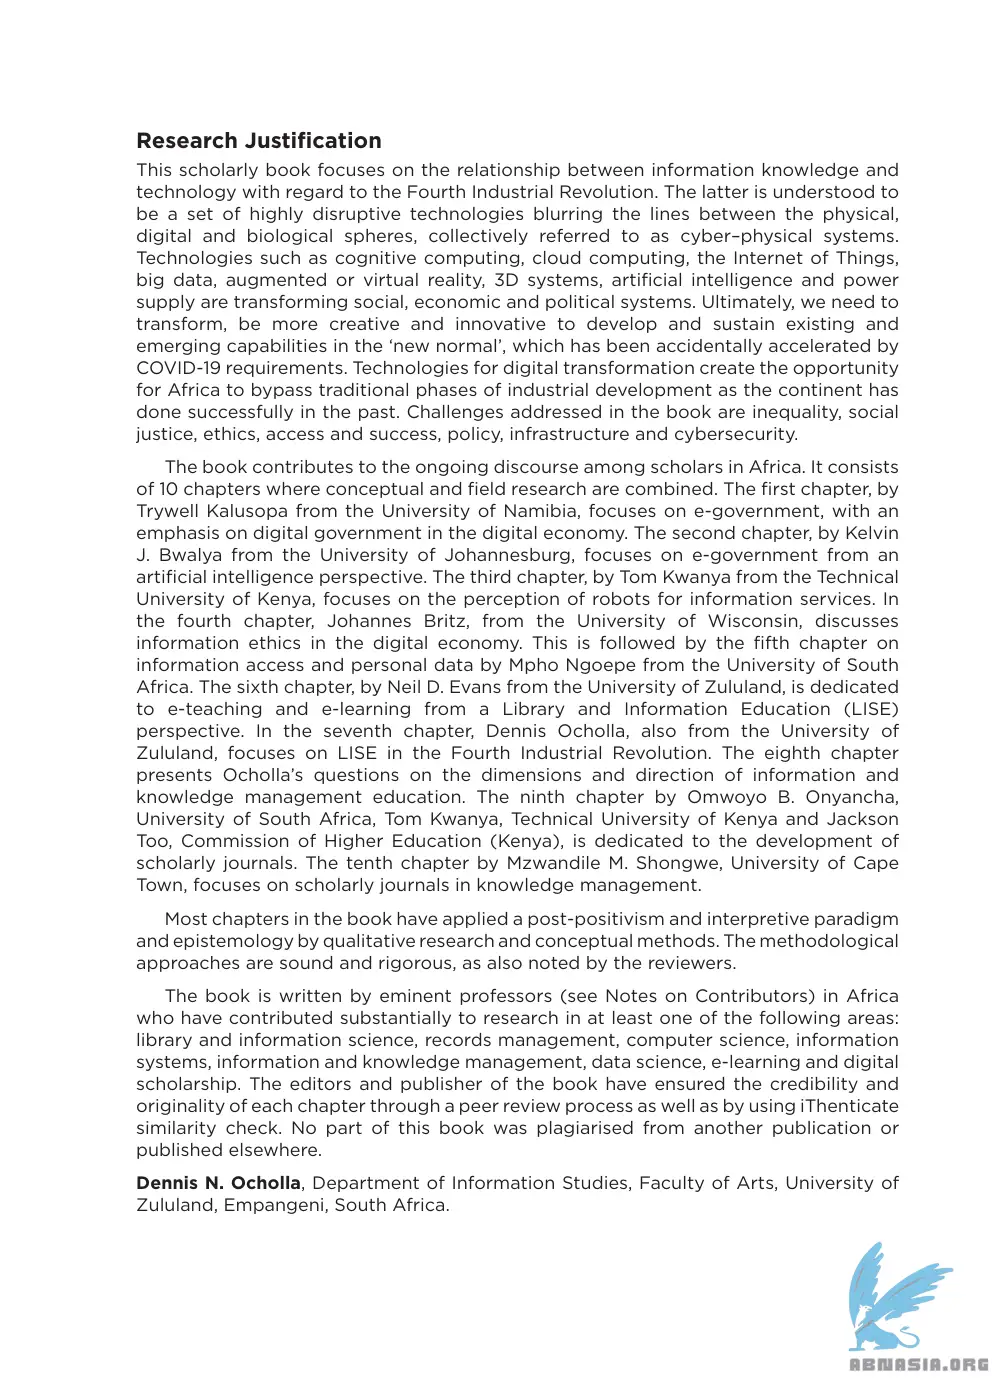 Research Justification
This scholarly book focuses on the relationship between information knowledge and
technology with regard to the Fourth Industrial Revolution. The latter is understood to
be a set of highly disruptive technologies blurring the lines between the physical,
digital and biological spheres, collectively referred to as cyber–physical systems.
Technologies such as cognitive computing, cloud computing, the Internet of Things,
big data, augmented or virtual reality, 3D systems, artificial intelligence and power
supply are transforming social, economic and political systems. Ultimately, we need to
transform, be more creative and innovative to develop and sustain existing and
emerging capabilities in the ‘new normal’, which has been accidentally accelerated by
COVID-19 requirements. Technologies for digital transformation create the opportunity
for Africa to bypass traditional phases of industrial development as the continent has
done successfully in the past. Challenges addressed in the book are inequality, social
justice, ethics, access and success, policy, infrastructure and cybersecurity.
The book contributes to the ongoing discourse among scholars in Africa. It consists
of 10 chapters where conceptual and field research are combined. The first chapter, by
Trywell Kalusopa from the University of Namibia, focuses on e-government, with an
emphasis on digital government in the digital economy. The second chapter, by Kelvin
J. Bwalya from the University of Johannesburg, focuses on e-government from an
artificial intelligence perspective. The third chapter, by Tom Kwanya from the Technical
University of Kenya, focuses on the perception of robots for information services. In
the fourth chapter, Johannes Britz, from the University of Wisconsin, discusses
information ethics in the digital economy. This is followed by the fifth chapter on
information access and personal data by Mpho Ngoepe from the University of South
Africa. The sixth chapter, by Neil D. Evans from the University of Zululand, is dedicated
to e-teaching and e-learning from a Library and Information Education (LISE)
perspective. In the seventh chapter, Dennis Ocholla, also from the University of
Zululand, focuses on LISE in the Fourth Industrial Revolution. The eighth chapter
presents Ocholla’s questions on the dimensions and direction of information and
knowledge management education. The ninth chapter by Omwoyo B. Onyancha,
University of South Africa, Tom Kwanya, Technical University of Kenya and Jackson
Too, Commission of Higher Education (Kenya), is dedicated to the development of
scholarly journals. The tenth chapter by Mzwandile M. Shongwe, University of Cape
Town, focuses on scholarly journals in knowledge management.
Most chapters in the book have applied a post-positivism and interpretive paradigm
and epistemology by qualitative research and conceptual methods. The methodological
approaches are sound and rigorous, as also noted by the reviewers.
The book is written by eminent professors (see Notes on Contributors) in Africa
who have contributed substantially to research in at least one of the following areas:
library and information science, records management, computer science, information
systems, information and knowledge management, data science, e-learning and digital
scholarship. The editors and publisher of the book have ensured the credibility and
originality of each chapter through a peer review process as well as by using iThenticate
similarity check. No part of this book was plagiarised from another publication or
published elsewhere.
Dennis N. Ocholla, Department of Information Studies, Faculty of Arts, University of
Zululand, Empangeni, South Africa.
ABNASIA.ORG